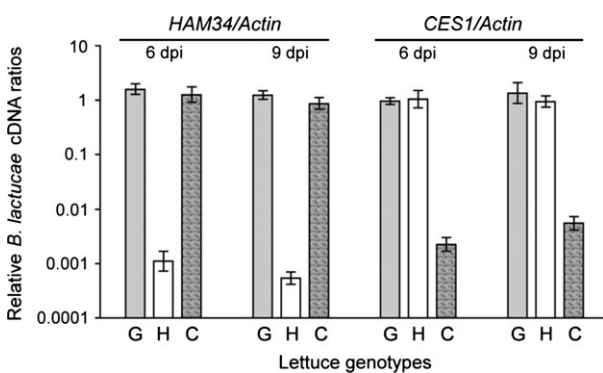 HAM34/Actin CES1/Actin
6 dpi 9 dpi 6 dpi 9 dpi
Relative B. lactucae cDNA ratios
10
1
0.1
0.01
0.001
0.0001
G H C G H C G H C G H C
Lettuce genotypes